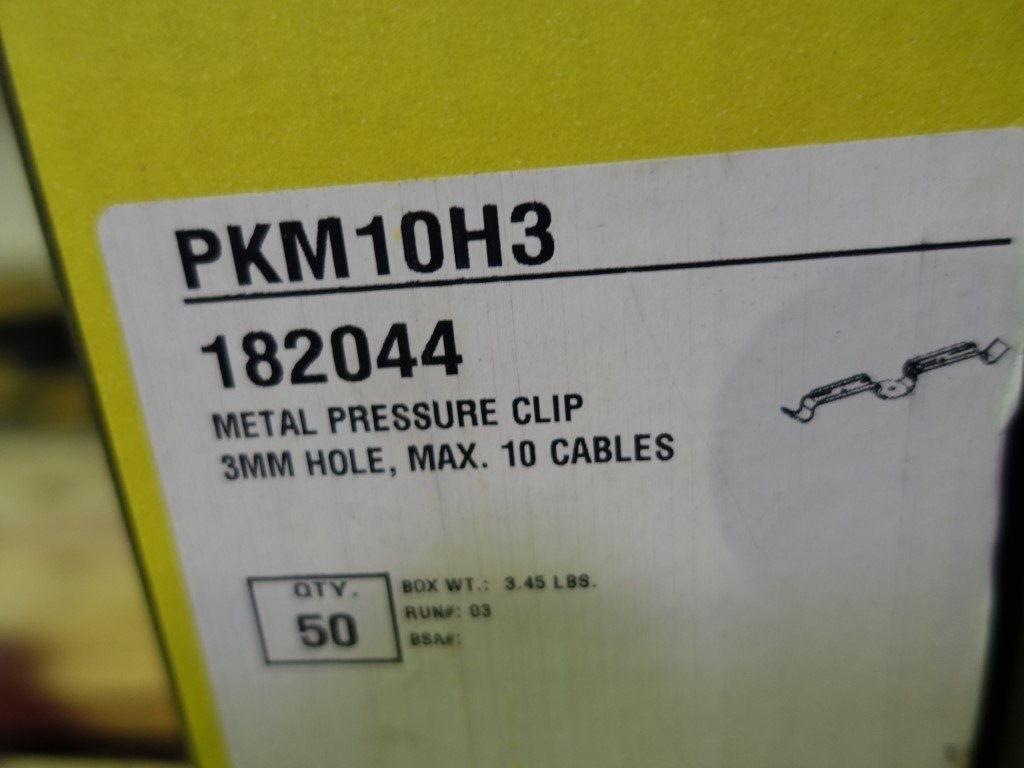 PKM10H3
182044
METAL PRESSURE CLIP
3MM HOLE, MAX. 10 CABLES
QTY.
50
BOX WT.: 3.45 LBS.
RUN#: 03
BSA#: